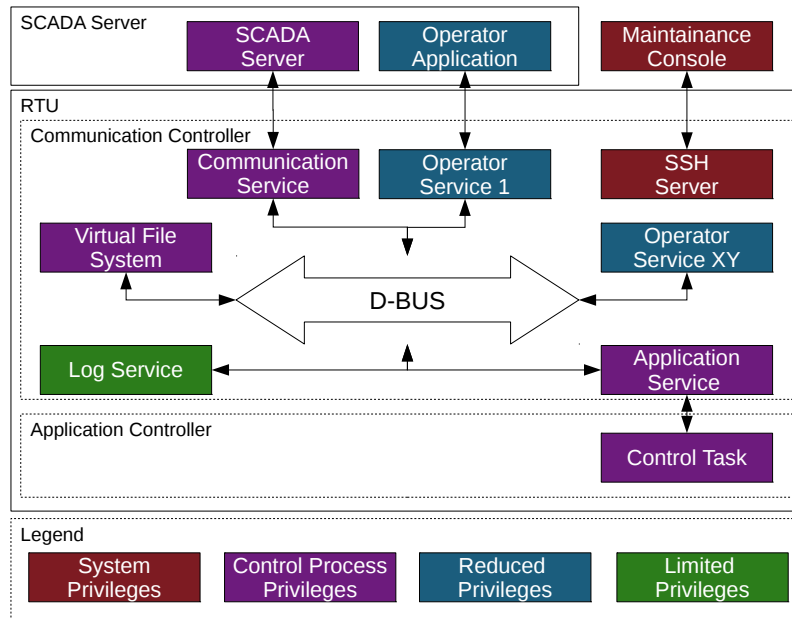 SCADA Server
SCADA
Server
Operator
Application
Maintainance
Console
RTU
Communication Controller
Communication
Service
Operator
Service 1
SSH
Server
Virtual File
System
Operator
Service XY
D-BUS
Log Service
Application
Service
Application Controller
Control Task
Legend
System
Privileges
Control Process
Privileges
Reduced
Privileges
Limited
Privileges